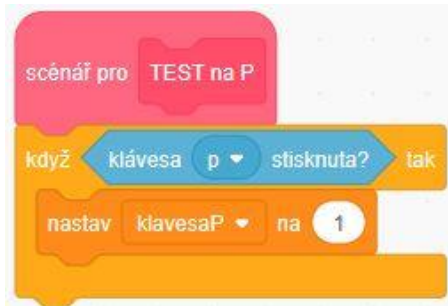 scénář pro TEST na P
když klávesa p stisknuta? tak
nastav klavesaP na 1